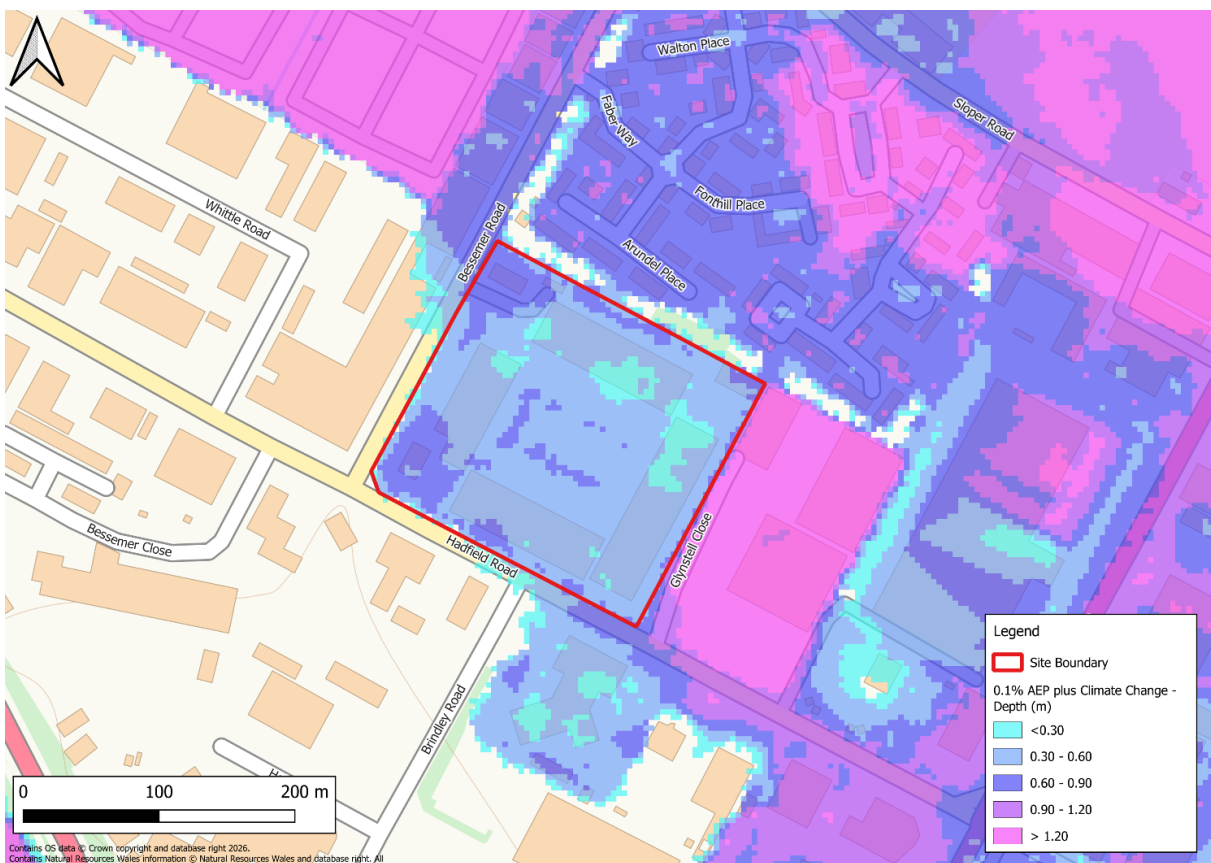 Walton Place
Sloper Road
Faber Way
Fonthill Place
Whittle Road
Bessemer Road
Arundel Place
Bessemer Close
Hadfield Road
Glynstell Close
Brindley Road
H
Legend
Site Boundary
0.1% AEP plus Climate Change -
Depth (m)
<0.30
0.30 - 0.60
0.60 - 0.90
0.90 - 1.20
> 1.20
0 100 200 m
Contains OS data © Crown copyright and database right 2026.
Contains Natural Resources Wales information © Natural Resources Wales and database right. All